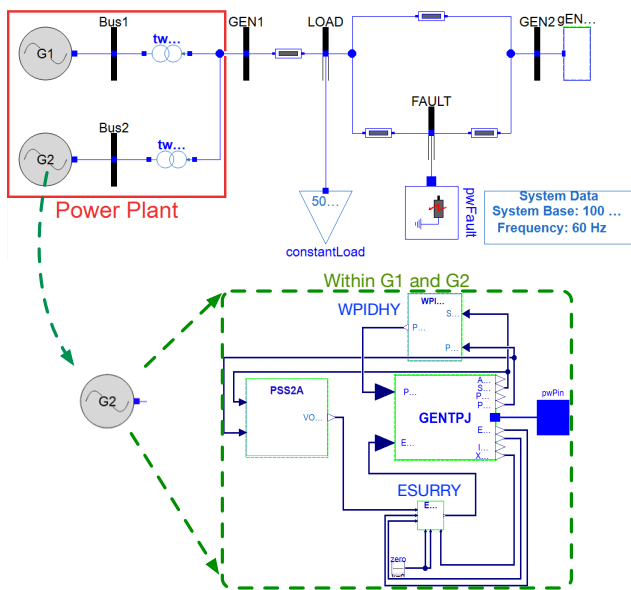 Bus1
tw...
GEN1
LOAD
GEN2
gEN...
G1
Bus2
tw...
G2
FAULT
50...
constantLoad
pwFault
System Data
System Base: 100 ...
Frequency: 60 Hz
Power Plant
Within G1 and G2
WPIDHY
WPI...
S...
P...
P...
G2
PSS2A
VO...
GENTPJ
P...
E...
A...
S...
P...
P...
E...
I...
X...
pwPin
ESURRY
E...
zero